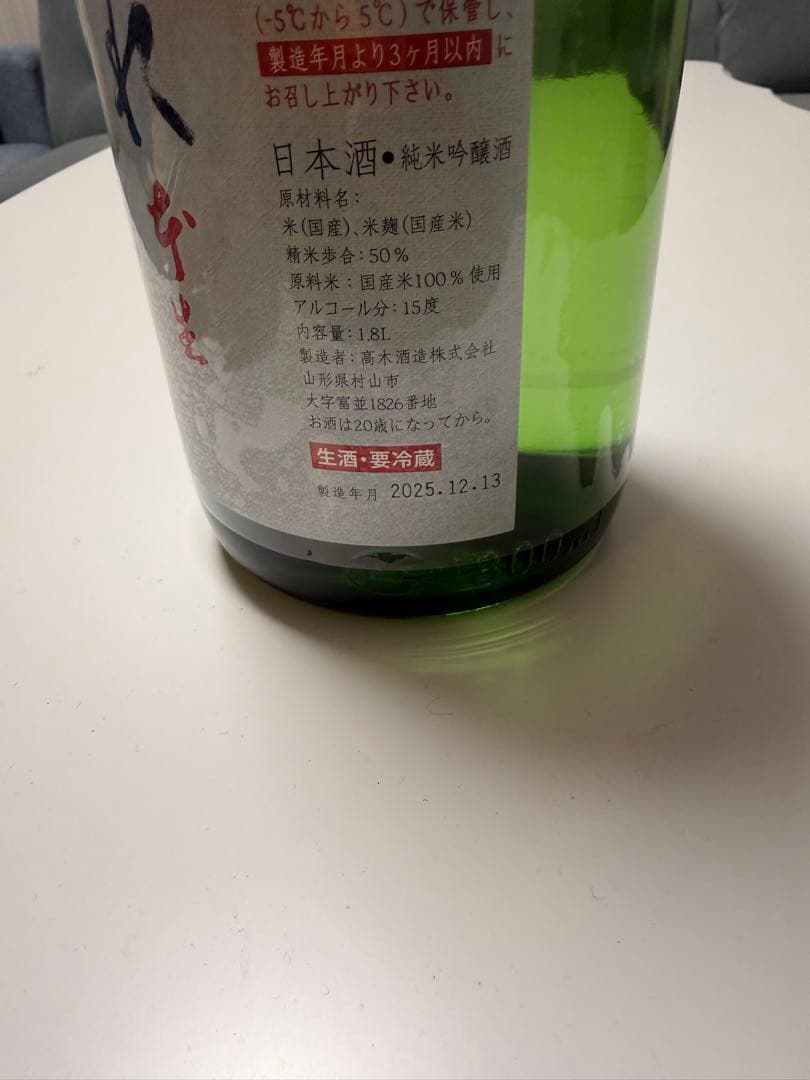 れ
本生
(-5℃から5℃)で保管し、
製造年月より3ヶ月以内に
お召し上がり下さい。
日本酒●純米吟醸酒
原材料名：
米(国産)、米麹(国産米)
精米歩合：50%
原料米：国産米100%使用
アルコール分：15度
内容量：1.8L
製造者：高木酒造株式会社
山形県村山市
大字富並1826番地
お酒は20歳になってから。
生酒・要冷蔵
製造年月 2025.12.13
1800ml